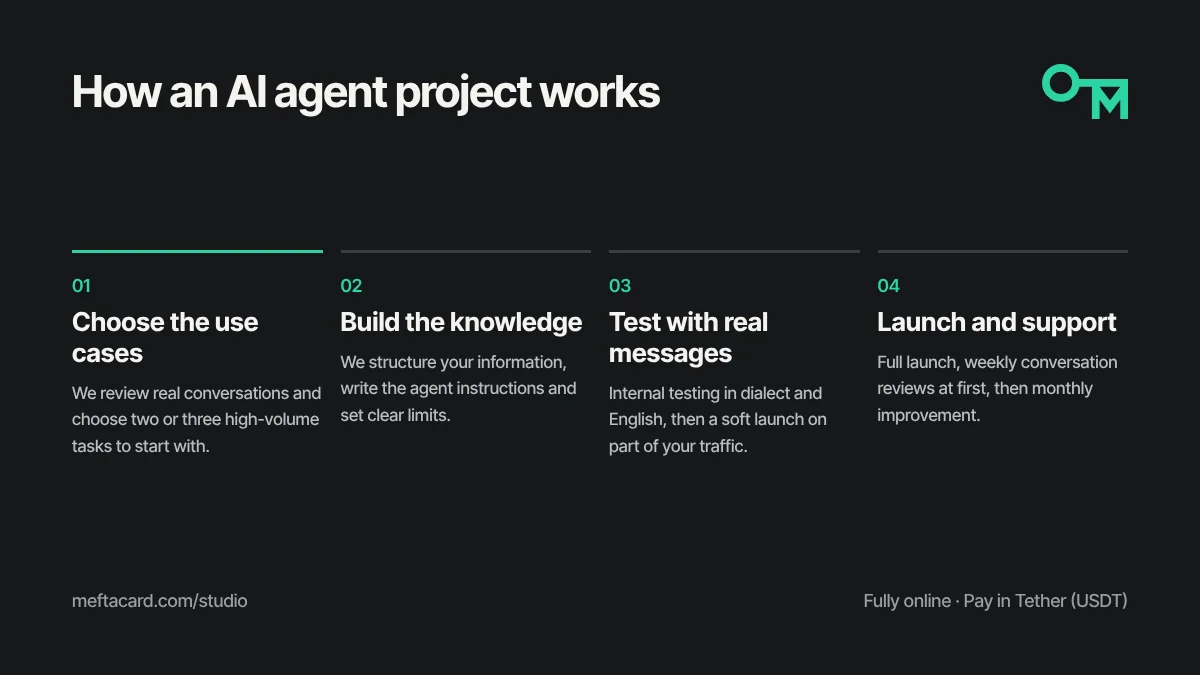 How an AI agent project works
01
Choose the use
cases
We review real conversations and
choose two or three high-volume
tasks to start with.
02
Build the knowledge
We structure your information,
write the agent instructions and
set clear limits.
03
Test with real
messages
Internal testing in dialect and
English, then a soft launch on
part of your traffic.
04
Launch and support
Full launch, weekly conversation
reviews at first, then monthly
improvement.
meftacard.com/studio
Fully online · Pay in Tether (USDT)